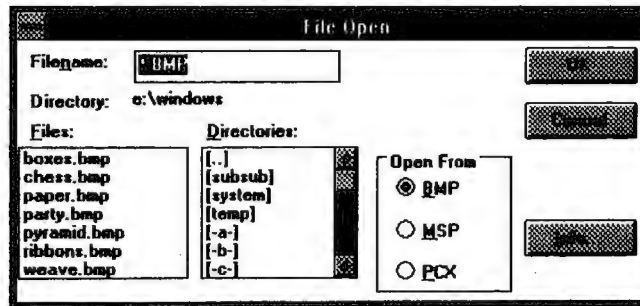 File Open
Filename:
*.BMP
Directory: e:\windows
Files:
boxes.bmp
chess.bmp
paper.bmp
party.bmp
pyramid.bmp
ribbons.bmp
weave.bmp
Directories:
[..]
[subsub]
[system]
[temp]
[-a-]
[-b-]
[-c-]
Open From
BMP
MSP
PCX
Cancel